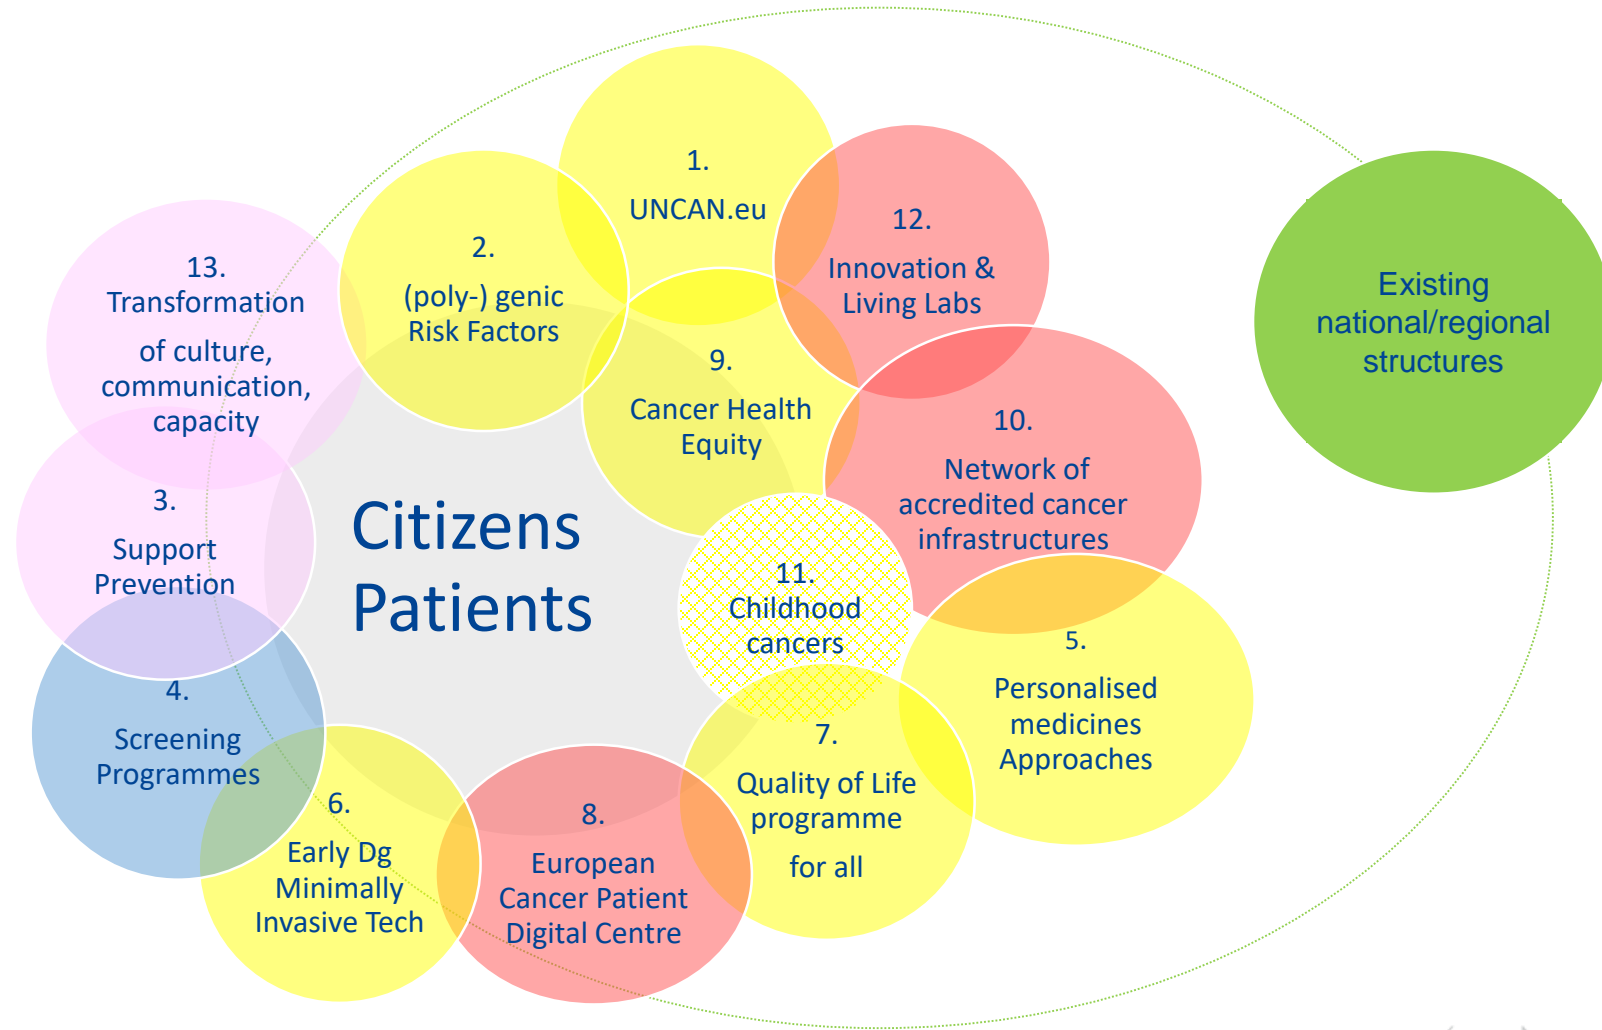 1.
UNCAN.eu
2.
(poly-) genic
Risk Factors
12.
Innovation &
Living Labs
13.
Transformation
of culture,
communication,
capacity
Existing
national/regional
structures
9.
Cancer Health
Equity
10.
Network of
accredited cancer
infrastructures
3.
Support
Prevention
Citizens
Patients
11.
Childhood
cancers
5.
Personalised
medicines
Approaches
4.
Screening
Programmes
7.
Quality of Life
programme
for all
6.
Early Dg
Minimally
Invasive Tech
8.
European
Cancer Patient
Digital Centre